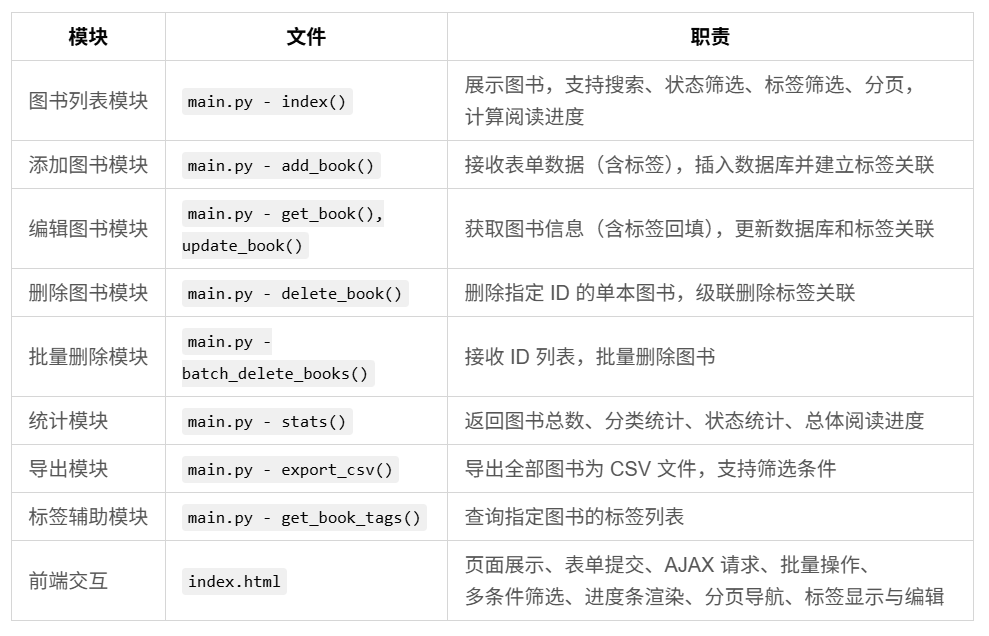 模块 文件 职责
图书列表模块 main.py - index() 展示图书，支持搜索、状态筛选、标签筛选、分页，
计算阅读进度
添加图书模块 main.py - add_book() 接收表单数据（含标签），插入数据库并建立标签关联
编辑图书模块 main.py - get_book(), 获取图书信息（含标签回填），更新数据库和标签关联
update_book()
删除图书模块 main.py - delete_book() 删除指定 ID 的单本图书，级联删除标签关联
批量删除模块 main.py - 接收 ID 列表，批量删除图书
batch_delete_books()
统计模块 main.py - stats() 返回图书总数、分类统计、状态统计、总体阅读进度
导出模块 main.py - export_csv() 导出全部图书为 CSV 文件，支持筛选条件
标签辅助模块 main.py - get_book_tags() 查询指定图书的标签列表
前端交互 index.html 页面展示、表单提交、AJAX 请求、批量操作、
多条件筛选、进度条渲染、分页导航、标签显示与编辑